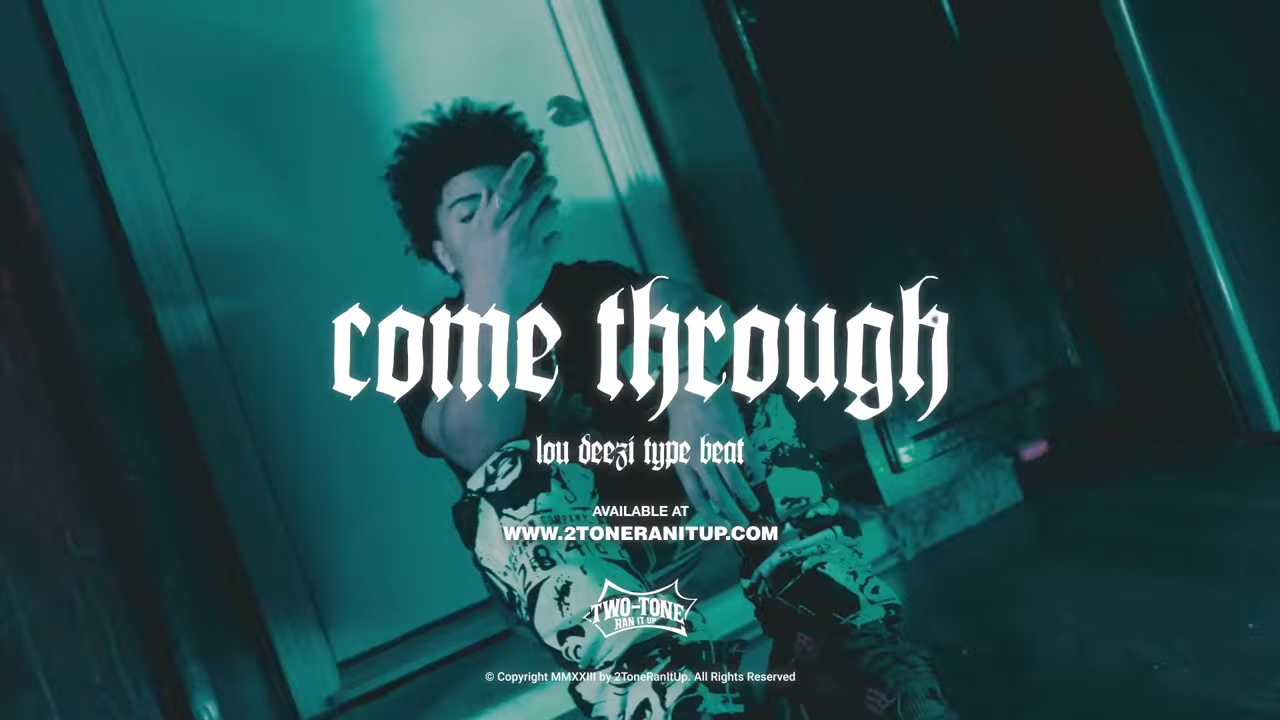 come through
lou deezi type beat
AVAILABLE AT
WWW.2TONERANITUP.COM
TWO-TONE
RAN IT UP
© Copyright MMXXIII by 2ToneRanItUp. All Rights Reserved